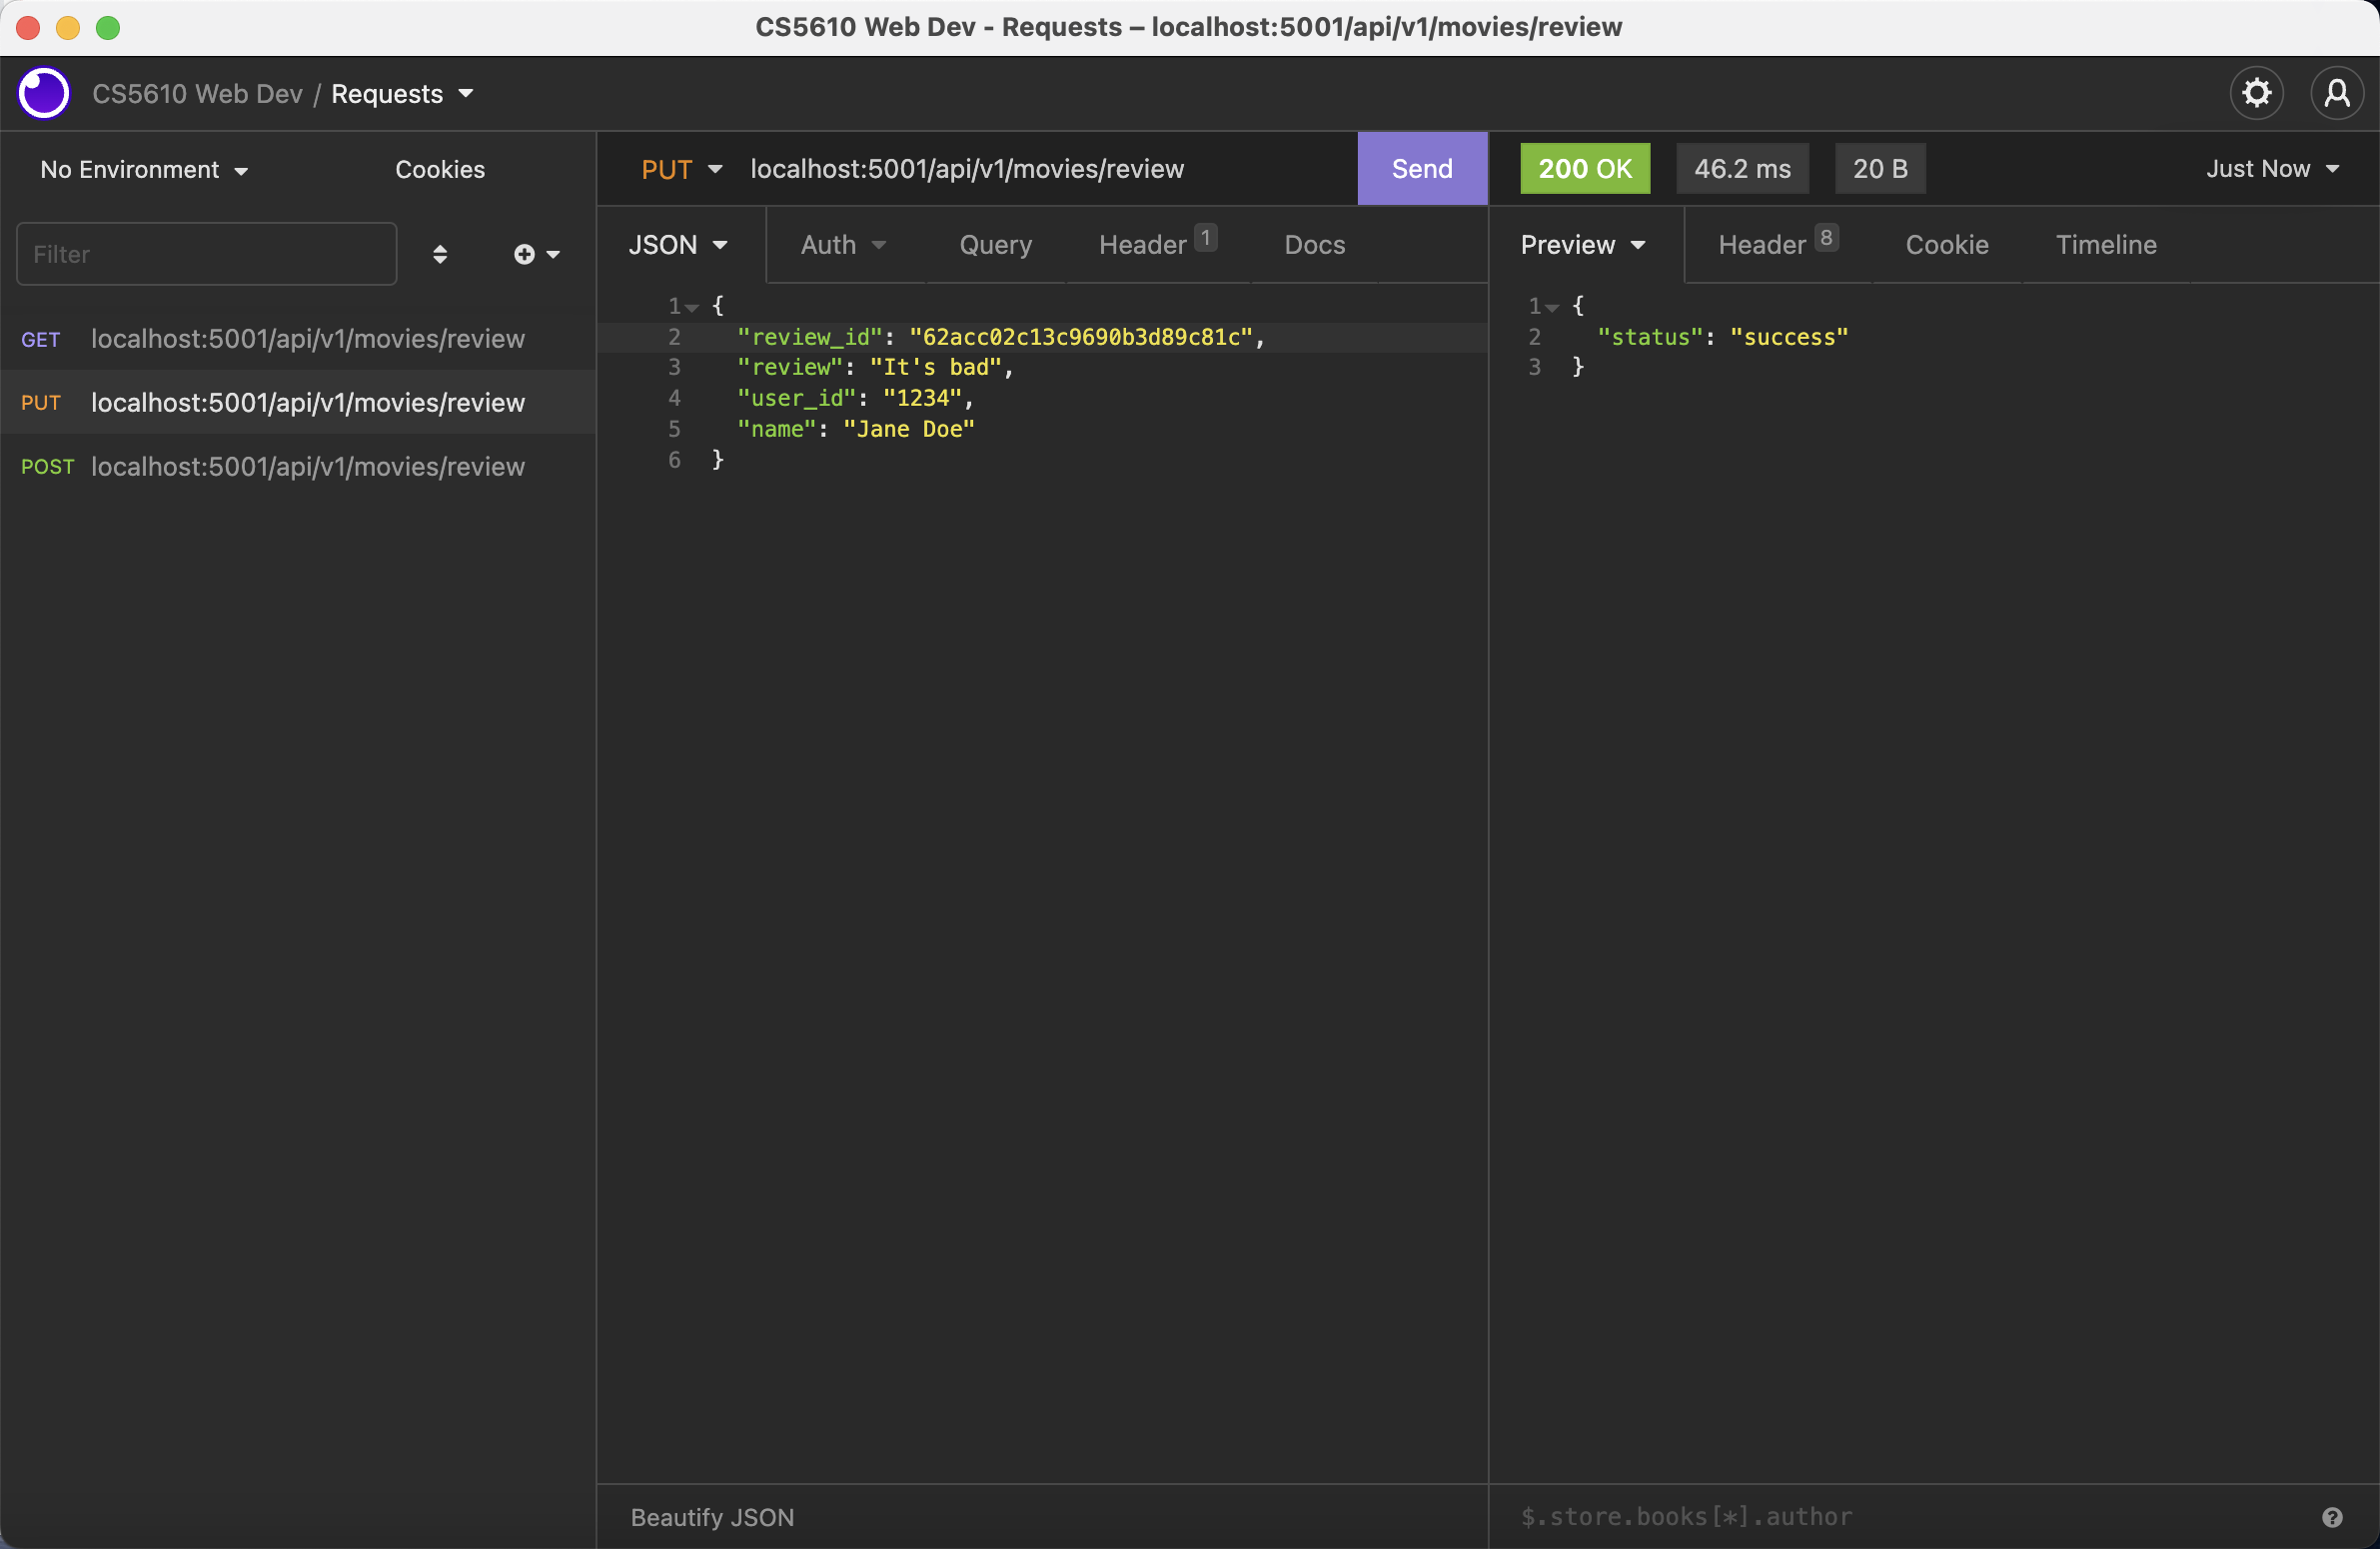 CS5610 Web Dev - Requests – localhost:5001/api/v1/movies/review
CS5610 Web Dev / Requests
No Environment
Cookies
Filter
GET localhost:5001/api/v1/movies/review
PUT localhost:5001/api/v1/movies/review
POST localhost:5001/api/v1/movies/review
PUT localhost:5001/api/v1/movies/review Send
JSON Auth Query Header 1 Docs
1 {
2 "review_id": "62acc02c13c9690b3d89c81c",
3 "review": "It's bad",
4 "user_id": "1234",
5 "name": "Jane Doe"
6 }
Beautify JSON
200 OK 46.2 ms 20 B Just Now
Preview Header 8 Cookie Timeline
1 {
2 "status": "success"
3 }
$.store.books[*].author
?